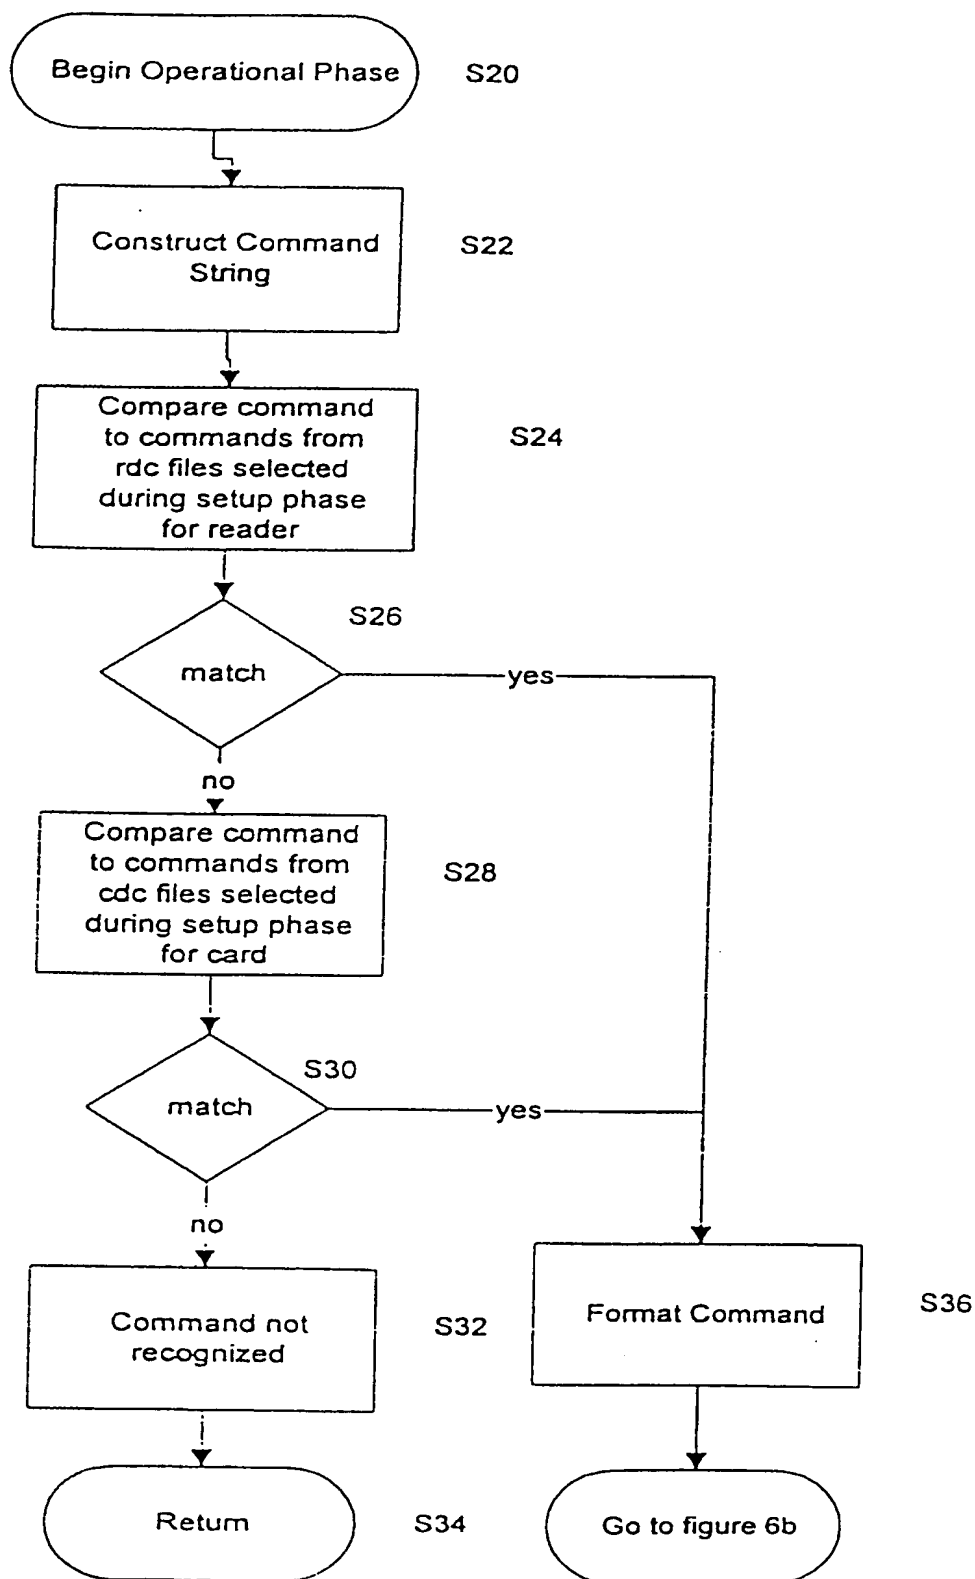 Begin Operational Phase
S20
Construct Command
String
S22
Compare command
to commands from
rdc files selected
during setup phase
for reader
S24
S26
match
yes
no
Compare command
to commands from
cdc files selected
during setup phase
for card
S28
S30
match
yes
no
Command not
recognized
S32
Format Command
S36
Return
S34
Go to figure 6b